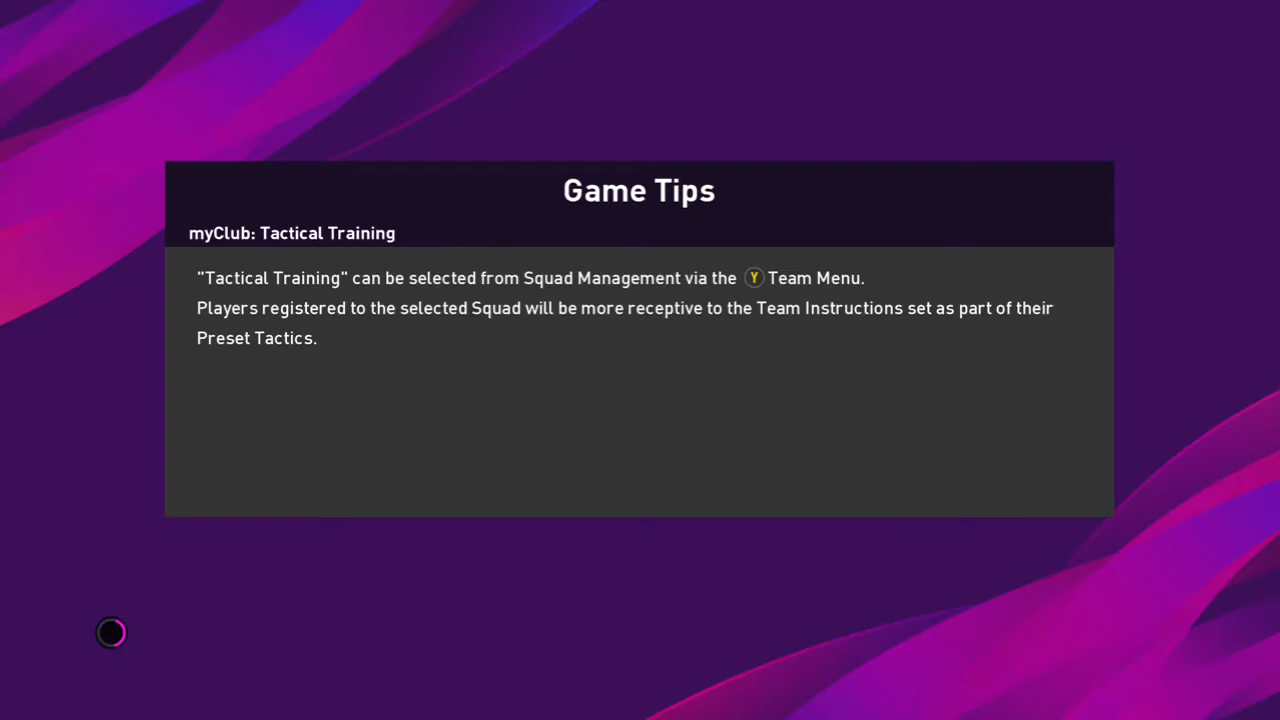 Game Tips
myClub: Tactical Training
"Tactical Training" can be selected from Squad Management via the Y Team Menu.
Players registered to the selected Squad will be more receptive to the Team Instructions set as part of their
Preset Tactics.